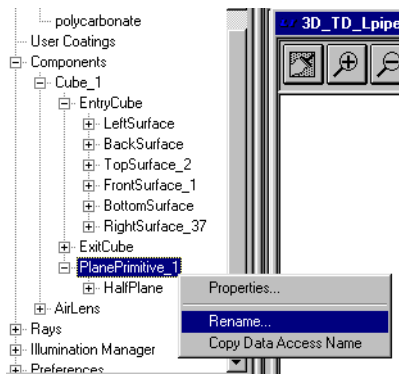 polycarbonate
User Coatings
Components
Cube_1
EntryCube
LeftSurface
BackSurface
TopSurface_2
FrontSurface_1
BottomSurface
RightSurface_37
ExitCube
PlanePrimitive_1
HalfPlane
AirLens
Rays
Illumination Manager
Preferences
3D_TD_Lpipe
Properties...
Rename...
Copy Data Access Name